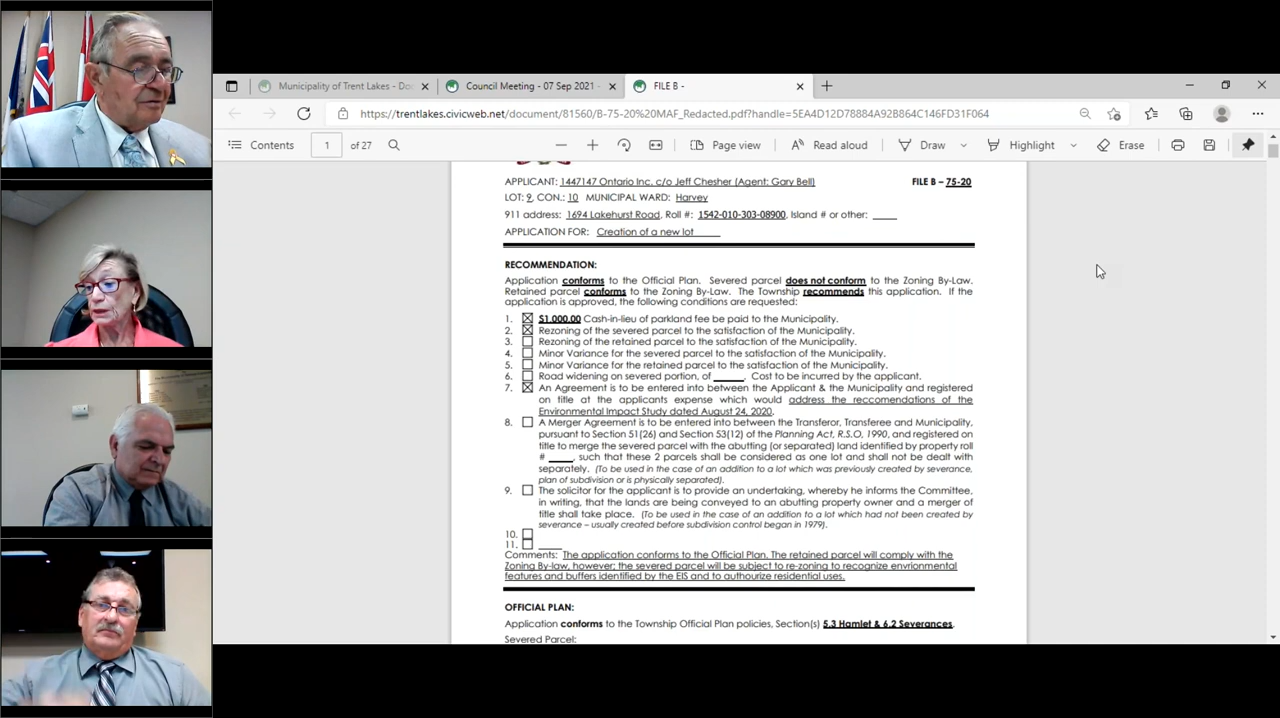 Municipality of Trent Lakes - Do
Council Meeting - 07 Sep 2021
FILE B -
https://trentlakes.civicweb.net/document/81560/B-75-20%20MAF_Redacted.pdf?handle=5EA4D12D78884A92B864C146FD31F064
Contents
1 of 27
Page view
Read aloud
Draw
Highlight
Erase
APPLICANT: 1447147 Ontario Inc. c/o Jeff Chesher (Agent: Gary Bell) FILE B – 75-20
LOT: 9, CON.: 10 MUNICIPAL WARD: Harvey
911 address: 1694 Lakehurst Road, Roll #: 1542-010-303-08900, Island # or other: ____
APPLICATION FOR: Creation of a new lot
RECOMMENDATION:
Application conforms to the Official Plan. Severed parcel does not conform to the Zoning By-Law.
Retained parcel conforms to the Zoning By-Law. The Township recommends this application. If the
application is approved, the following conditions are requested:
1. ☒ $1,000.00 Cash-in-lieu of parkland fee be paid to the Municipality.
2. ☒ Rezoning of the severed parcel to the satisfaction of the Municipality.
3. ☐ Rezoning of the retained parcel to the satisfaction of the Municipality.
4. ☐ Minor Variance for the severed parcel to the satisfaction of the Municipality.
5. ☐ Minor Variance for the retained parcel to the satisfaction of the Municipality.
6. ☐ Road widening on severed portion, of _____. Cost to be incurred by the applicant.
7. ☒ An Agreement is to be entered into between the Applicant & the Municipality and registered
on title at the applicants expense which would address the reccomendations of the
Environmental Impact Study dated August 24, 2020.
8. ☐ A Merger Agreement is to be entered into between the Transferor, Transferee and Municipality,
pursuant to Section 51(26) and Section 53(12) of the Planning Act, R.S.O, 1990, and registered on
title to merge the severed parcel with the abutting (or separated) land identified by property roll
# ____, such that these 2 parcels shall be considered as one lot and shall not be dealt with
separately. (To be used in the case of an addition to a lot which was previously created by severance,
plan of subdivision or is physically separated).
9. ☐ The solicitor for the applicant is to provide an undertaking, whereby he informs the Committee,
in writing, that the lands are being conveyed to an abutting property owner and a merger of
title shall take place. (To be used in the case of an addition to a lot which had not been created by
severance – usually created before subdivision control began in 1979).
10. ☐
11. ☐ ____
Comments: The application conforms to the Official Plan. The retained parcel will comply with the
Zoning By-law, however; the severed parcel will be subject to re-zoning to recognize envrionmental
features and buffers identified by the EIS and to authourize residential uses.
OFFICIAL PLAN:
Application conforms to the Township Official Plan policies, Section(s) 5.3 Hamlet & 6.2 Severances.
Severed Parcel: